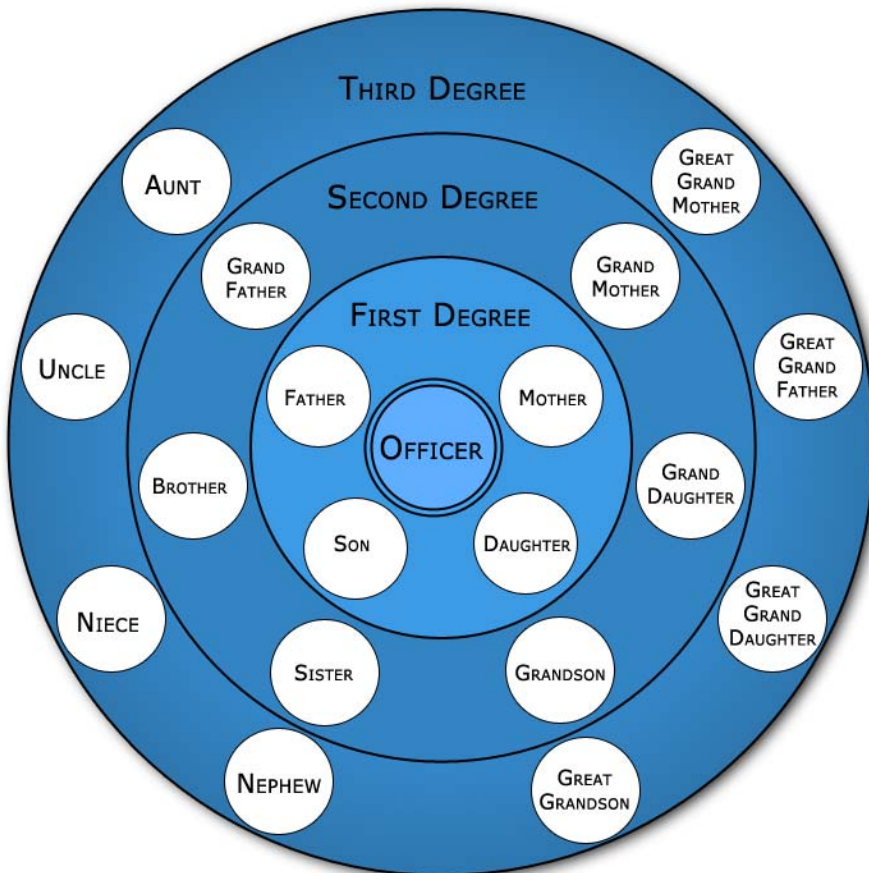 THIRD DEGREE
AUNT
GREAT
GRAND
MOTHER
SECOND DEGREE
GRAND
FATHER
GRAND
MOTHER
FIRST DEGREE
UNCLE
GREAT
GRAND
FATHER
FATHER
MOTHER
OFFICER
BROTHER
GRAND
DAUGHTER
SON
DAUGHTER
NIECE
GREAT
GRAND
DAUGHTER
SISTER
GRANDSON
NEPHEW
GREAT
GRANDSON